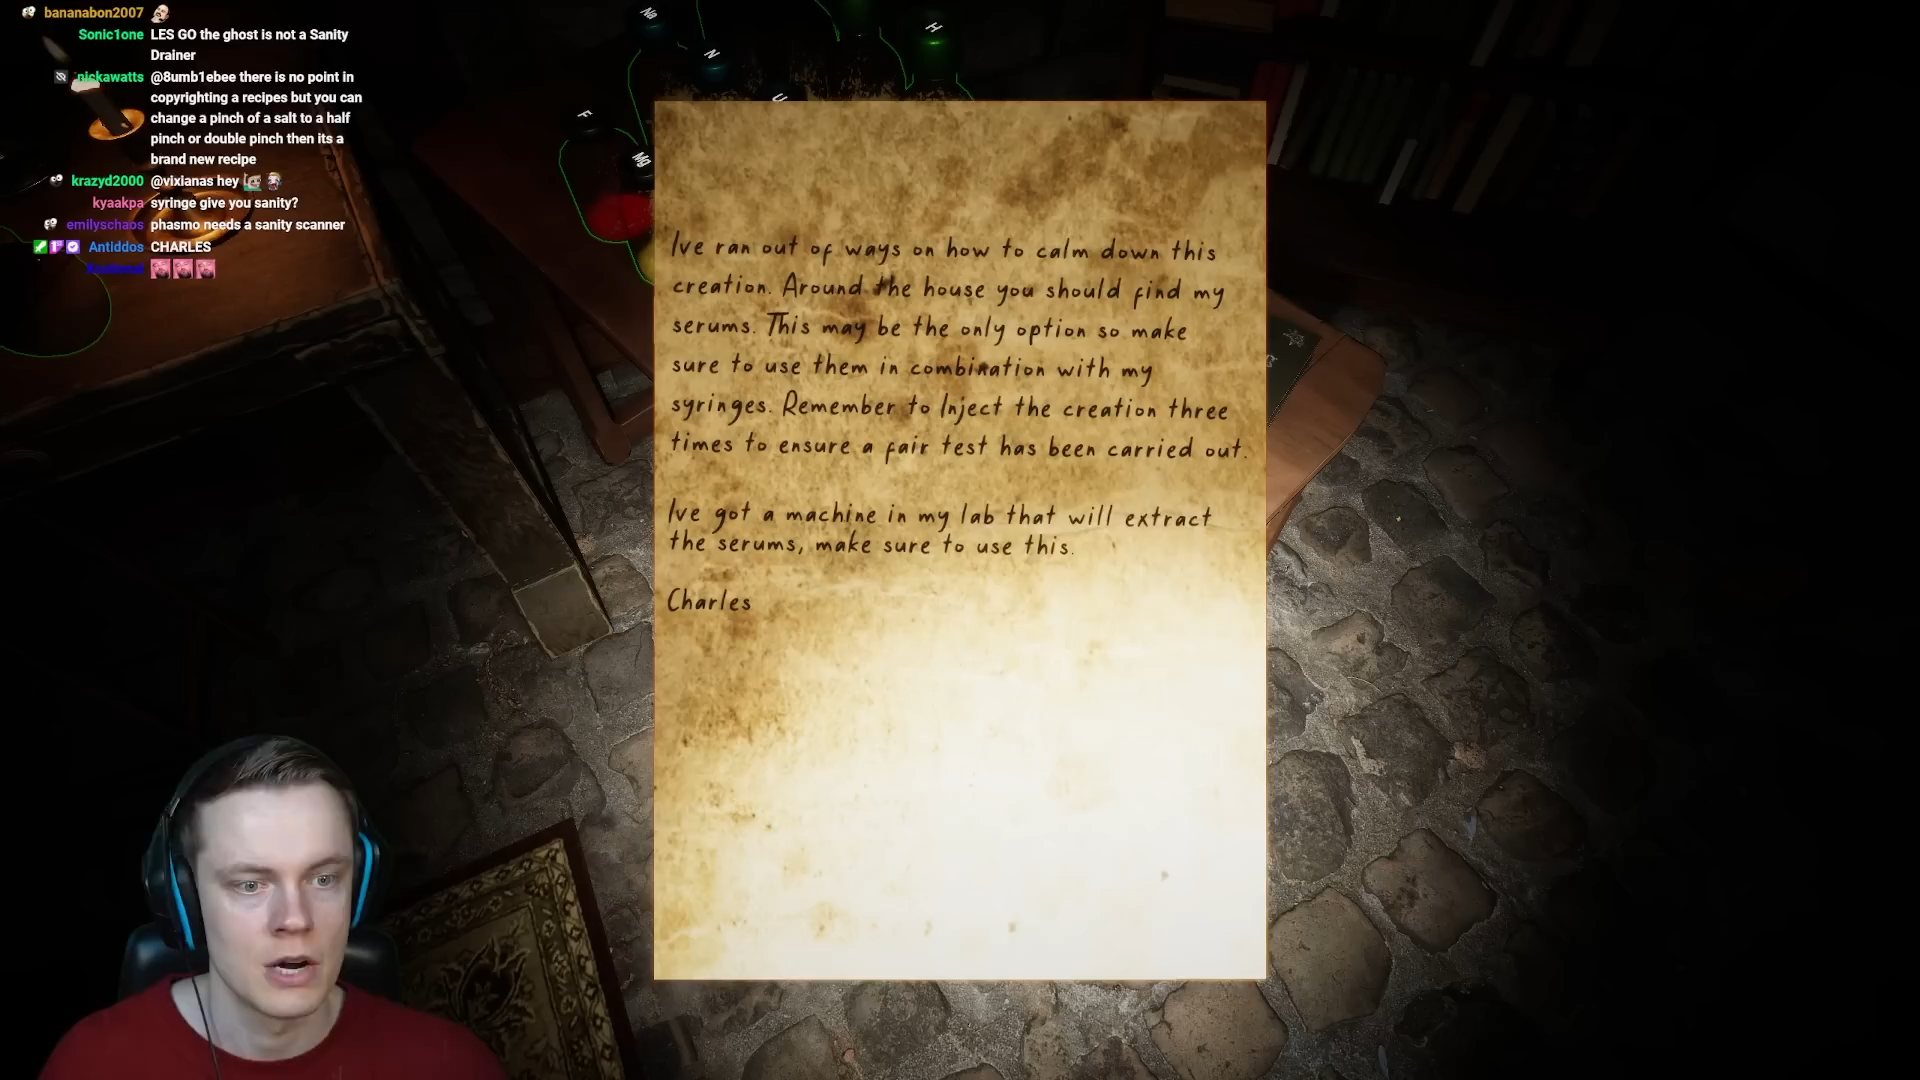 bananabon2007
Sonic1one LES GO the ghost is not a Sanity
Drainer
nickawatts @8umb1ebee there is no point in
copyrighting a recipes but you can
change a pinch of a salt to a half
pinch or double pinch then its a
brand new recipe
krazyd2000 @vixianas hey
kyaakpa syringe give you sanity?
emilyschaos phasmo needs a sanity scanner
Antiddos CHARLES
Na
N
H
U
F
Mg
Ive ran out of ways on how to calm down this
creation. Around the house you should find my
serums. This may be the only option so make
sure to use them in combination with my
syringes. Remember to Inject the creation three
times to ensure a fair test has been carried out.
Ive got a machine in my lab that will extract
the serums, make sure to use this.
Charles